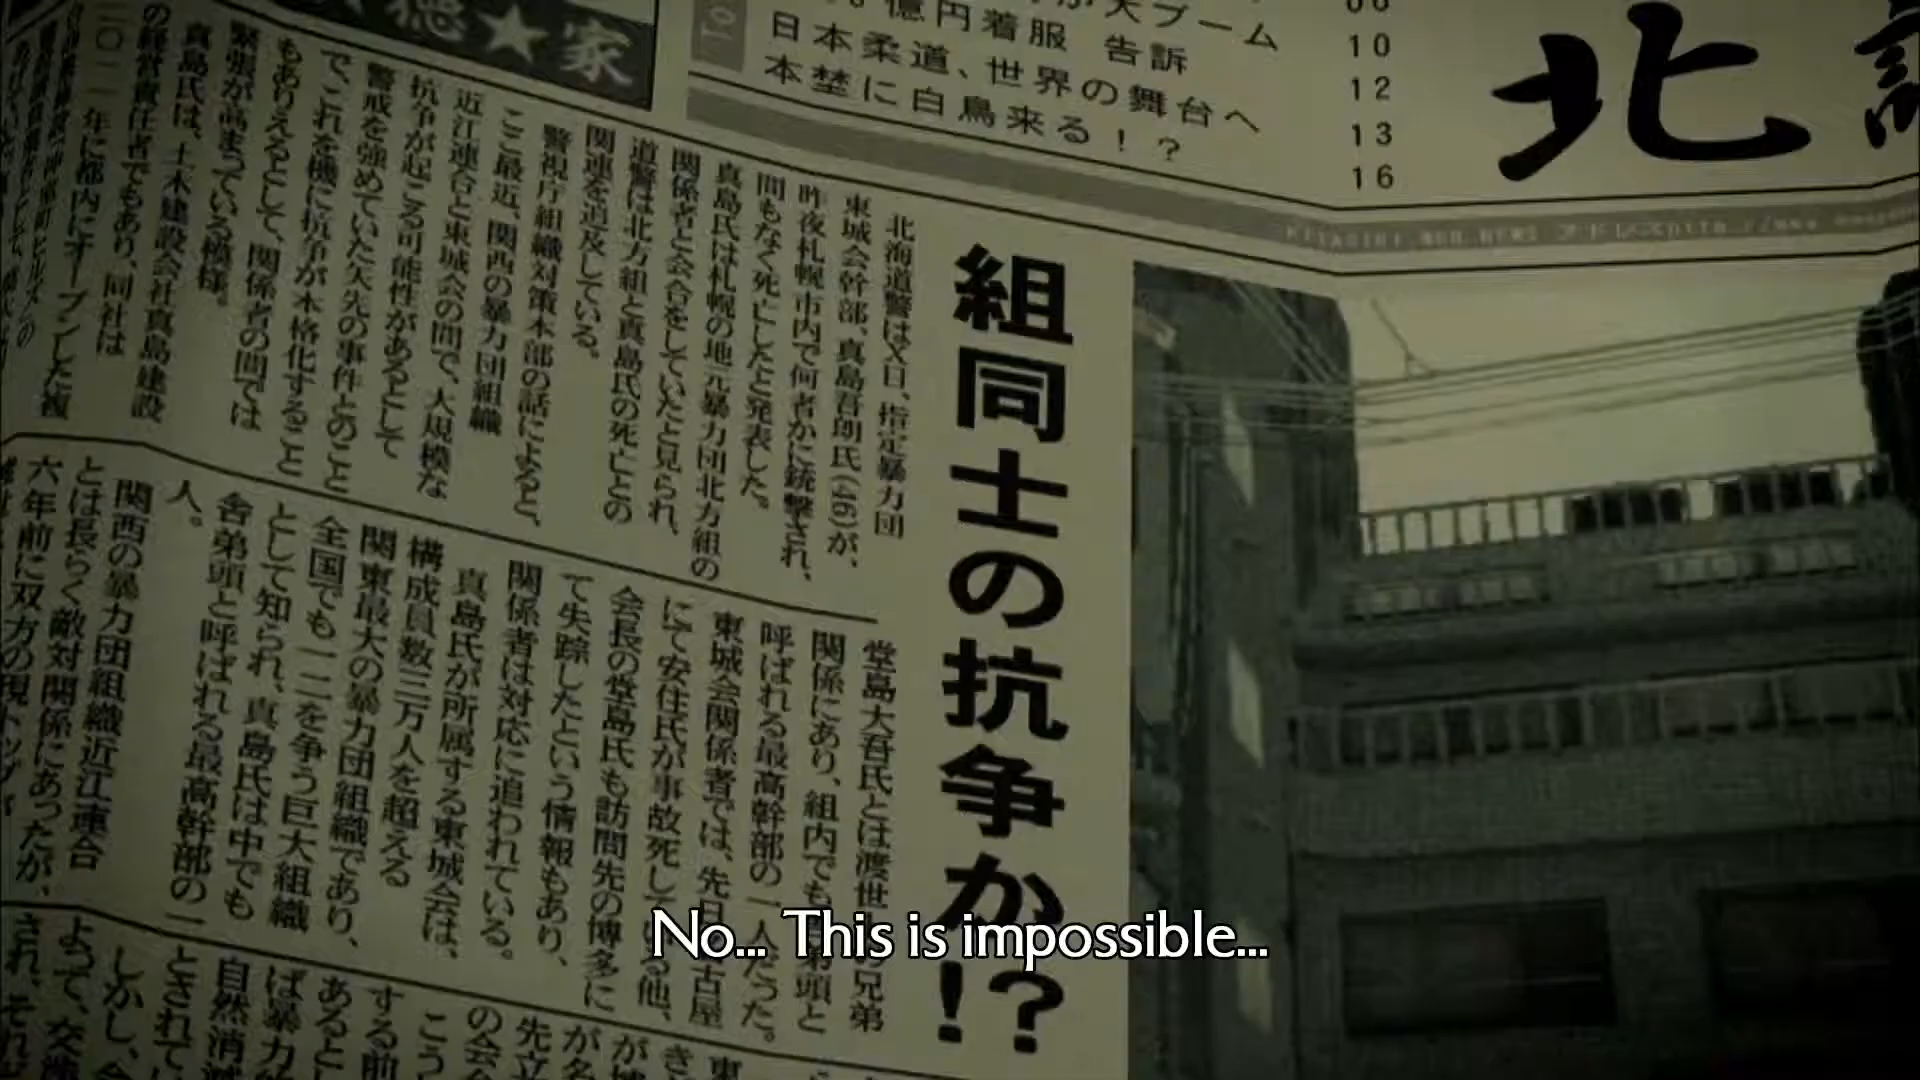 億円着服 告訴
日本柔道、世界の舞台へ
本埜に白鳥来る!?
10
12
13
16
北
組同士の抗争か!?
北海道警はX日、指定暴力団
東城会幹部、真島吾朗氏(46)が、
昨夜札幌市内で何者かに銃撃され、
間もなく死亡したと発表した。
真島氏は札幌の地元暴力団北方組の
関係者と会合をしていたと見られ、
道警は北方組と真島氏の死亡との
関連を追及している。
警視庁組織対策本部の話によると、
ここ最近、関西の暴力団組織
近江連合と東城会の間で、大規模な
抗争が起こる可能性があるとして
警戒を強めていた矢先の事件とのこと
で、これを機に抗争が本格化すること
もありえるとして、関係者の間では
緊張が高まっている模様。
真島氏は、土木建設会社真島建設
の経営責任者でもあり、同社は
二〇一一年に都内にオープンした複
堂島大吾氏とは渡世の兄弟
関係にあり、組内でも舎弟頭と
呼ばれる最高幹部の一人だった。
東城会関係者では、先日名古屋
にて安住氏が事故死している他、
会長の堂島氏も訪問先の博多に
て失踪したという情報もあり、
関係者は対応に追われている。
真島氏が所属する東城会は、
構成員数三万人を超える
関東最大の暴力団組織であり、
全国でも一二を争う巨大組織
として知られ、真島氏は中でも
舎弟頭と呼ばれる最高幹部の一
人。
関西の暴力団組織近江連合
とは長らく敵対関係にあったが、
六年前に双方の現トップ
No... This is impossible...